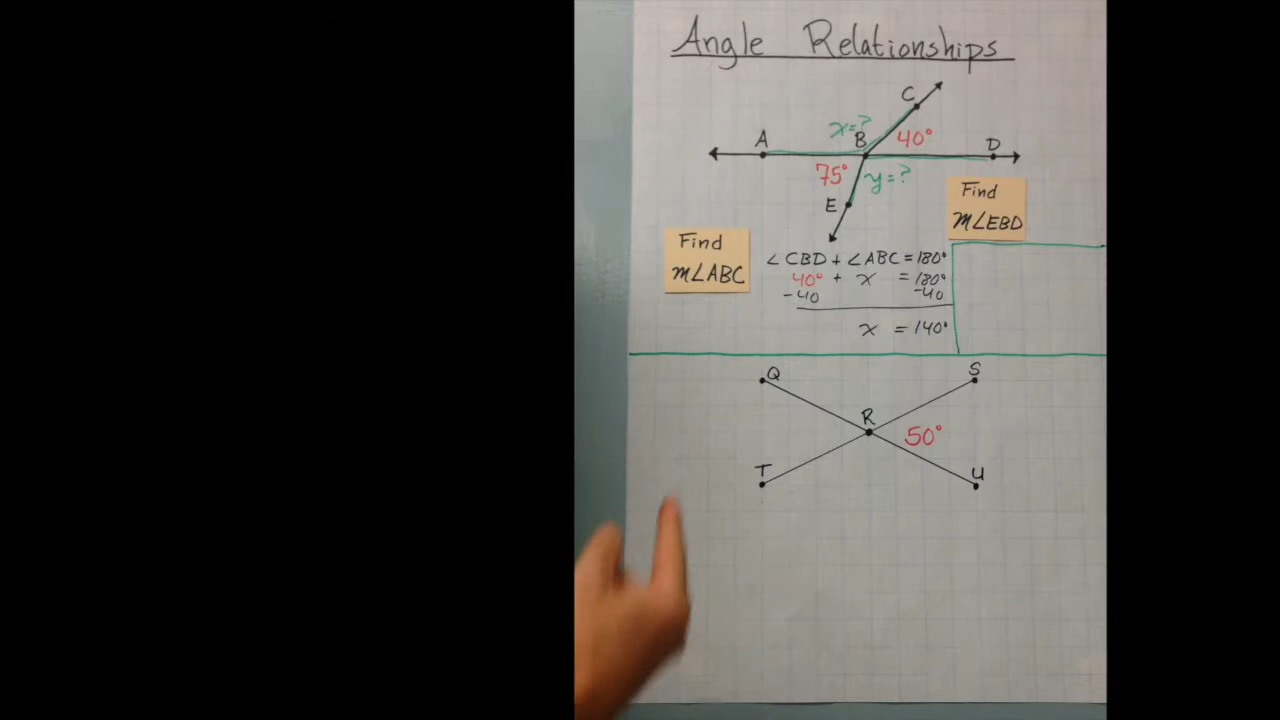 Angle Relationships
C
x=?
40°
A
B
D
75°
y=?
E
Find
m∠EBD
Find
m∠ABC
∠CBD + ∠ABC = 180°
40° + x = 180°
-40 -40
x = 140°
Q
S
R
50°
T
U